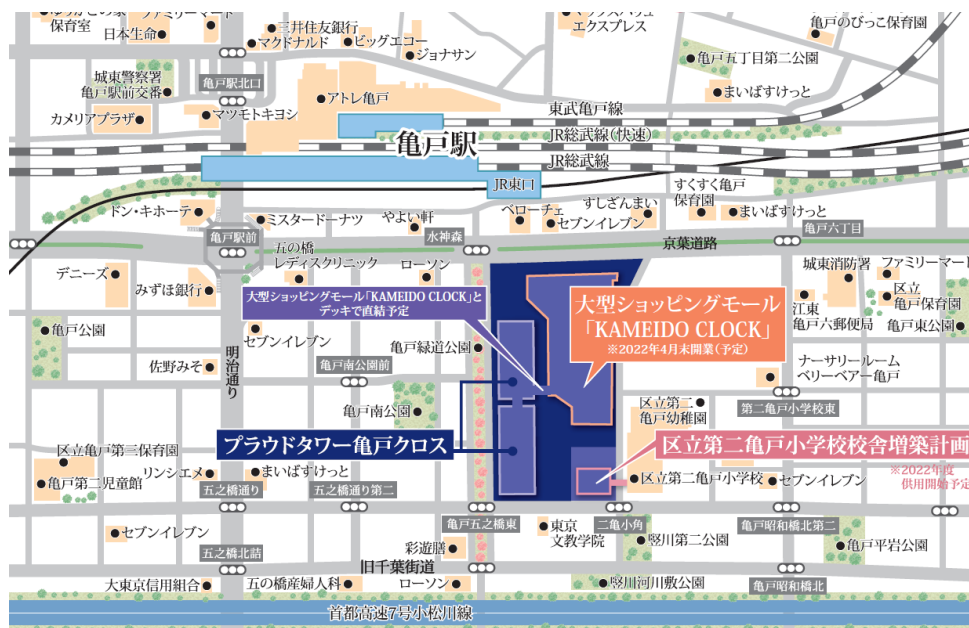 保育室
日本生命
ファミリーマート
三井住友銀行
マクドナルド
ビッグエコー
ジョナサン
エクスプレス
亀戸のびっこ保育園
城東警察署
亀戸駅前交番
亀戸駅北口
アトレ亀戸
亀戸五丁目第二公園
まいばすけっと
カメリアプラザ
マツモトキヨシ
東武亀戸線
JR総武線(快速)
亀戸駅
JR総武線
JR東口
ドン・キホーテ
ミスタードーナツ
やよい軒
ベローチェ
セブンイレブン
すしざんまい
すくすく亀戸
保育園
まいばすけっと
亀戸駅前
水神森
京葉道路
亀戸六丁目
五の橋
レディスクリニック
ローソン
デニーズ
みずほ銀行
城東消防署
ファミリーマート
区立
亀戸保育園
江東
亀戸六郵便局
亀戸東公園
大型ショッピングモール「KAMEIDO CLOCK」と
デッキで直結予定
大型ショッピングモール
「KAMEIDO CLOCK」
※2022年4月末開業(予定)
亀戸公園
セブンイレブン
亀戸緑道公園
佐野みそ
明治通り
亀戸南公園前
ナーサリールーム
ベリーベアー亀戸
亀戸南公園
区立第二
亀戸幼稚園
第二亀戸小学校東
プラウドタワー亀戸クロス
区立第二亀戸小学校校舎増築計画
※2022年度
供用開始予定
区立亀戸第三保育園
亀戸第二児童館
リンシエメ
まいばすけっと
区立第二亀戸小学校
セブンイレブン
五之橋通り
五之橋通り第二
亀戸五之橋東
二亀小角
亀戸昭和橋北第二
セブンイレブン
五之橋北詰
彩遊膳
東京
文教学院
竪川第二公園
亀戸平岩公園
旧千葉街道
大東京信用組合
五の橋産婦人科
ローソン
竪川河川敷公園
亀戸昭和橋北
首都高速7号小松川線